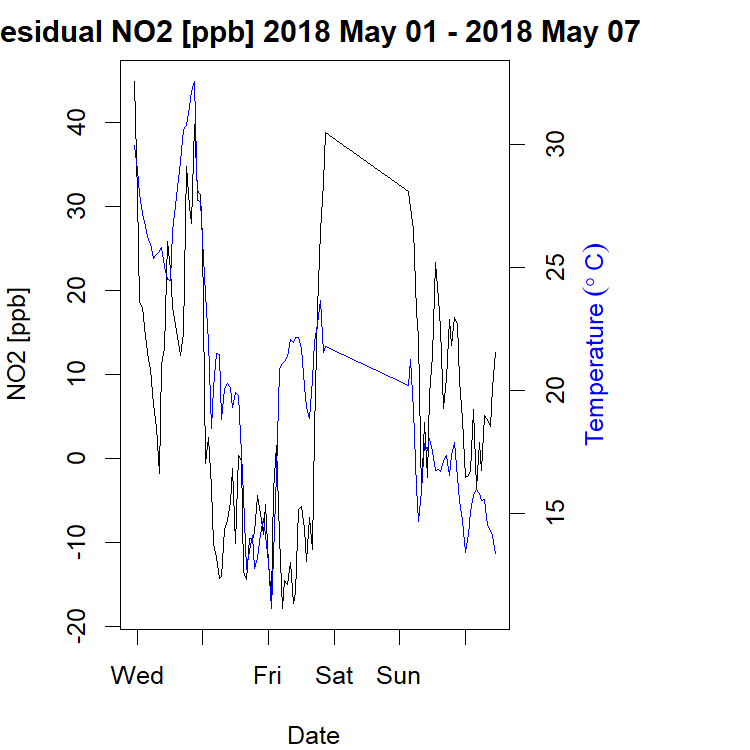 esidual NO2 [ppb] 2018 May 01 - 2018 May 07
NO2 [ppb]
-20
-10
0
10
20
30
40
15
20
25
30
Temperature (° C)
Wed
Fri
Sat
Sun
Date